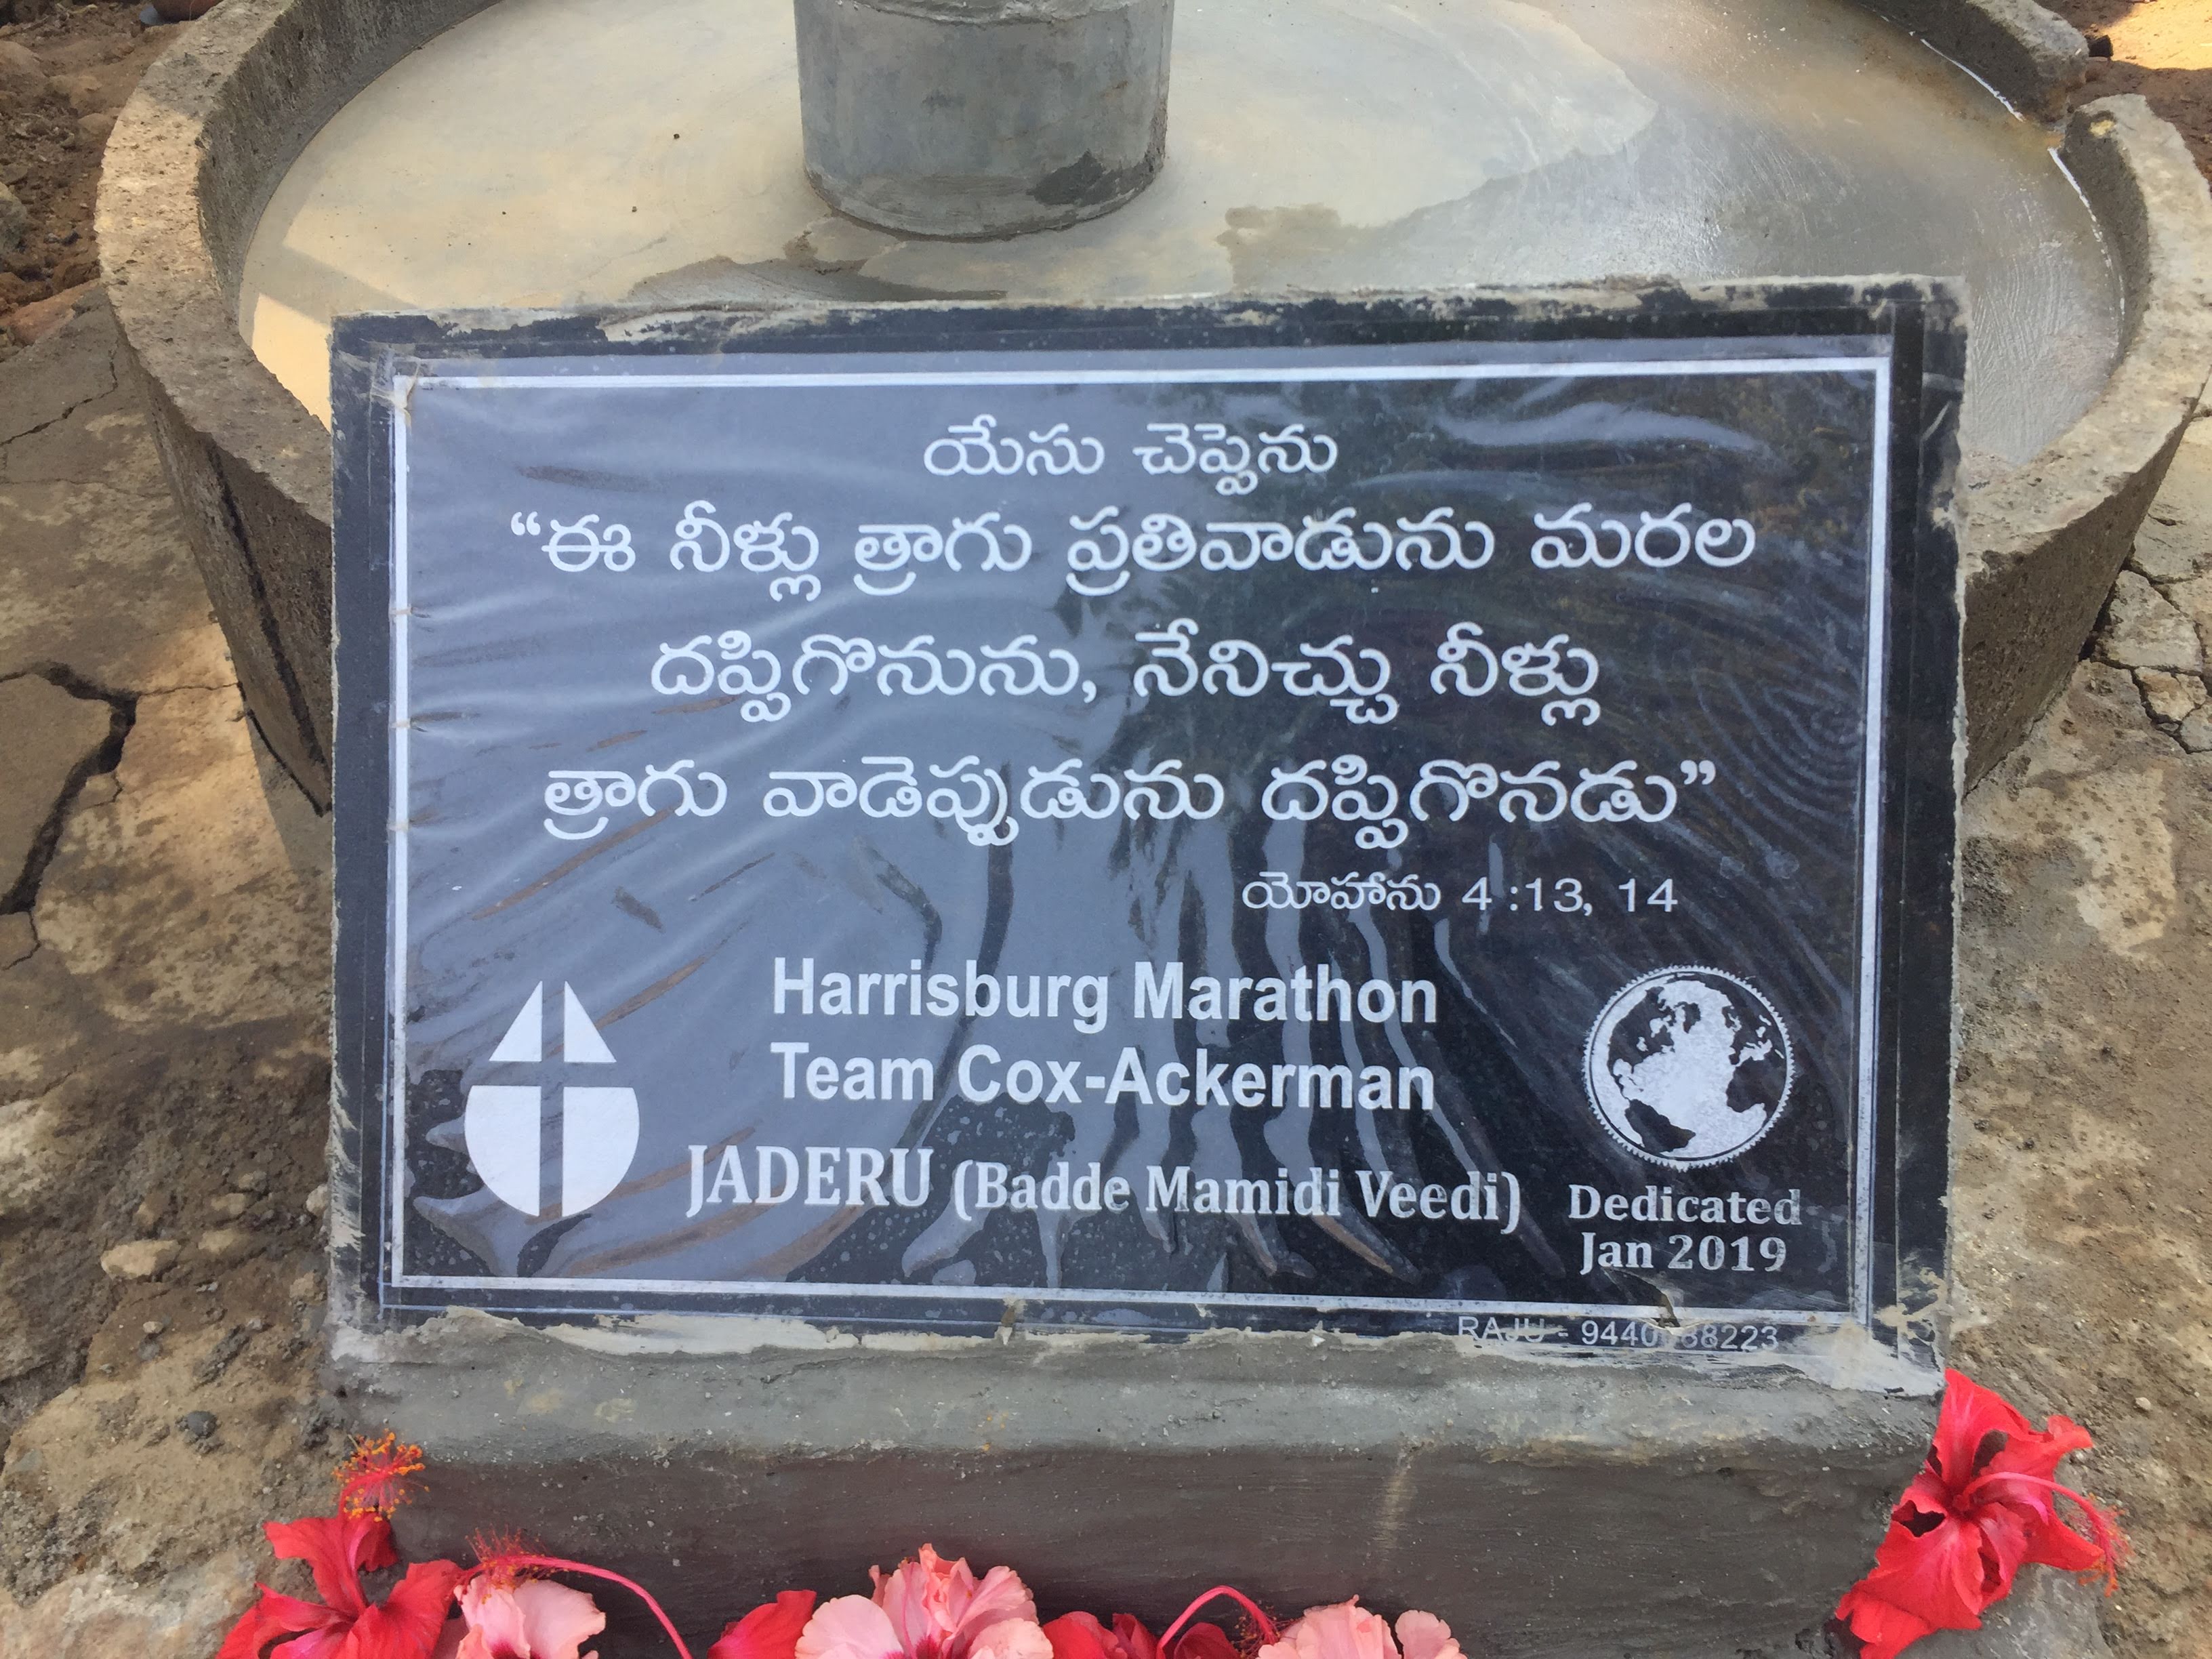 యేసు చెప్పెను
“ఈ నీళ్లు త్రాగు ప్రతివాడును మరల
దప్పిగొనును, నేనిచ్చు నీళ్లు
త్రాగు వాడెప్పుడును దప్పిగొనడు”
యోహాను 4 :13, 14
Harrisburg Marathon
Team Cox-Ackerman
JADERU (Badde Mamidi Veedi)
Dedicated
Jan 2019
RAJU -